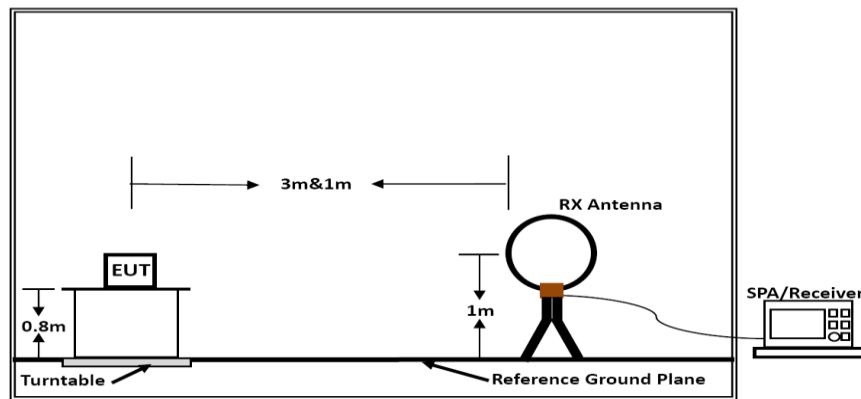 3m&1m
RX Antenna
EUT
SPA/Receiver
0.8m
1m
Turntable
Reference Ground Plane